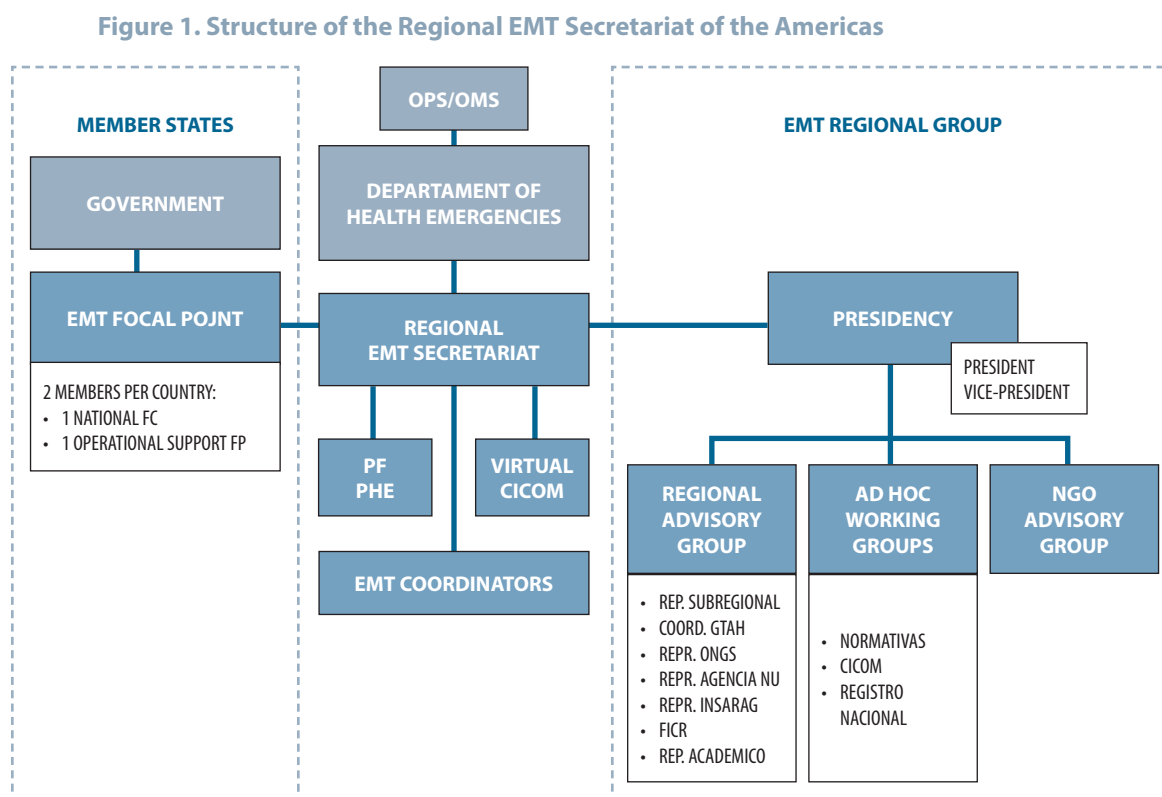 Figure 1. Structure of the Regional EMT Secretariat of the Americas
MEMBER STATES
GOVERNMENT
EMT FOCAL POJNT
2 MEMBERS PER COUNTRY:
• 1 NATIONAL FC
• 1 OPERATIONAL SUPPORT FP
OPS/OMS
DEPARTAMENT OF
HEALTH EMERGENCIES
REGIONAL
EMT SECRETARIAT
PF
PHE
VIRTUAL
CICOM
EMT COORDINATORS
EMT REGIONAL GROUP
PRESIDENCY
PRESIDENT
VICE-PRESIDENT
REGIONAL
ADVISORY
GROUP
• REP. SUBREGIONAL
• COORD. GTAH
• REPR. ONGS
• REPR. AGENCIA NU
• REPR. INSARAG
• FICR
• REP. ACADEMICO
AD HOC
WORKING
GROUPS
• NORMATIVAS
• CICOM
• REGISTRO
NACIONAL
NGO
ADVISORY
GROUP